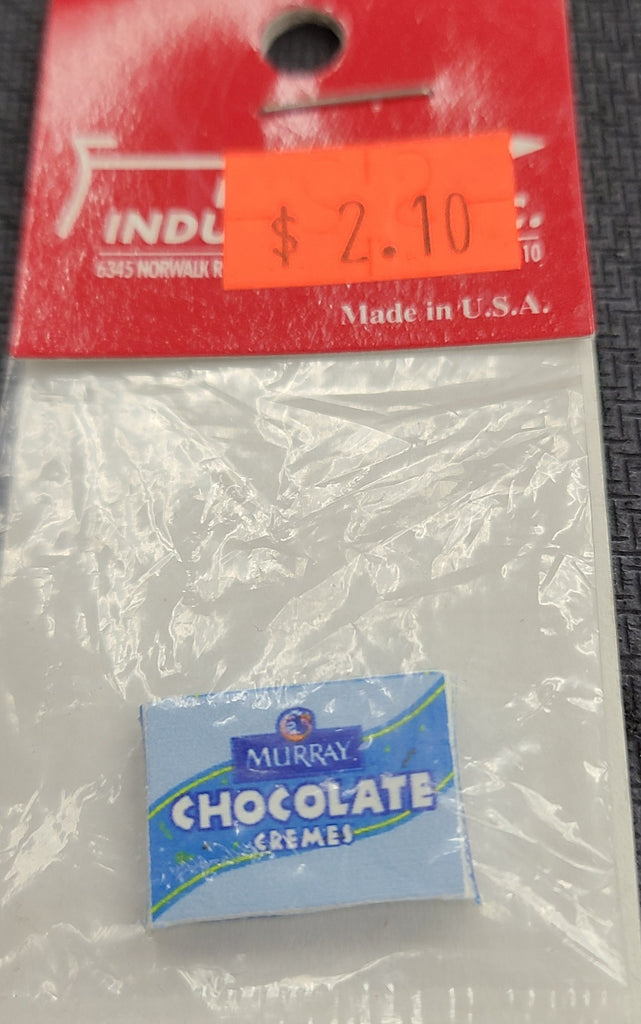 $ 2.10
INDU
C.
6345 NORWALK R
10
Made in U.S.A.
MURRAY
CHOCOLATE
CREMES